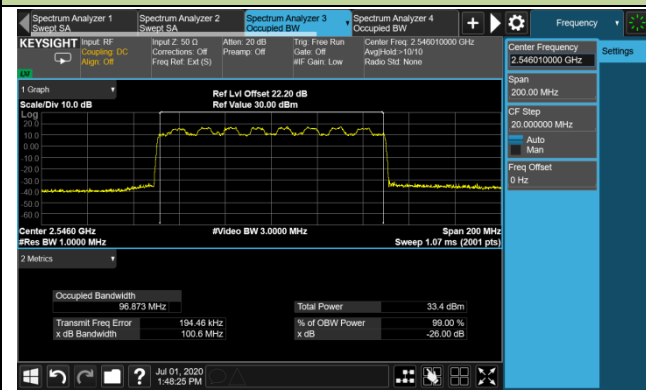 Spectrum Analyzer 1
Swept SA
Spectrum Analyzer 2
Swept SA
Spectrum Analyzer 3
Occupied BW
Spectrum Analyzer 4
Occupied BW
Frequency
KEYSIGHT
Input: RF
Coupling: DC
Align: Off
Input Z: 50 Ω
Corrections: Off
Freq Ref: Ext (S)
Atten: 20 dB
Preamp: Off
Trig: Free Run
Gate: Off
#IF Gain: Low
Center Freq: 2.546010000 GHz
Avg|Hold:>10/10
Radio Std: None
Center Frequency
2.546010000 GHz
Settings
Span
200.00 MHz
CF Step
20.000000 MHz
Auto
Man
Freq Offset
0 Hz
1 Graph
Scale/Div 10.0 dB
Ref Lvl Offset 22.20 dB
Ref Value 30.00 dBm
Log
20.0
10.0
0.00
-10.0
-20.0
-30.0
-40.0
-50.0
-60.0
Center 2.5460 GHz
#Res BW 1.0000 MHz
#Video BW 3.0000 MHz
Span 200 MHz
Sweep 1.07 ms (2001 pts)
2 Metrics
Occupied Bandwidth
96.873 MHz
Total Power 33.4 dBm
Transmit Freq Error 194.46 kHz
% of OBW Power 99.00 %
x dB Bandwidth 100.6 MHz
x dB -26.00 dB
Jul 01, 2020
1:48:25 PM